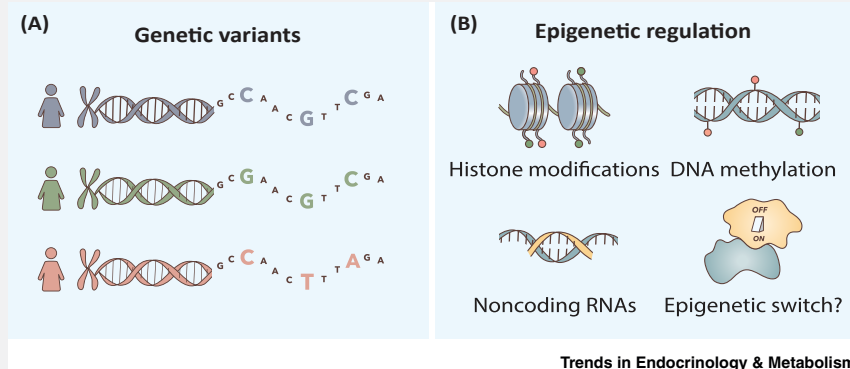 (A)
Genetic variants
G C C A A C G T T C G A
G C G A A C G T T C G A
G C C A A C T T T A G A
(B)
Epigenetic regulation
Histone modifications
DNA methylation
OFF
ON
Noncoding RNAs
Epigenetic switch?
Trends in Endocrinology & Metabolism